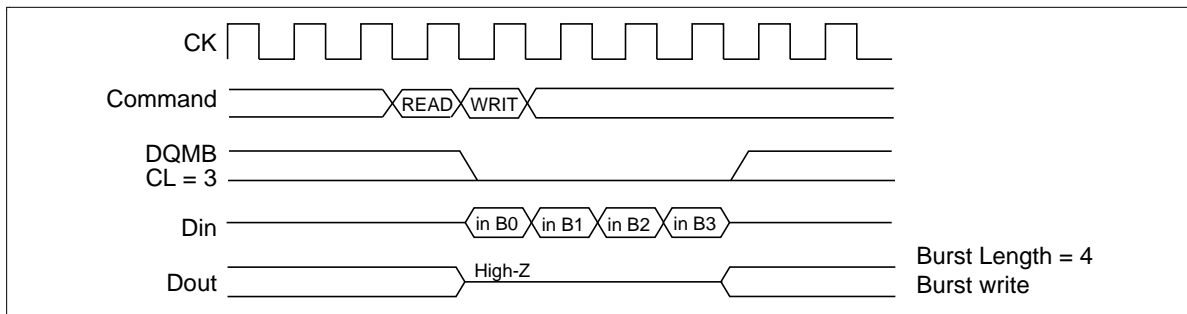 CK
Command READ WRIT
DQMB
CL = 3
Din in B0 in B1 in B2 in B3
High-Z
Dout
Burst Length = 4
Burst write